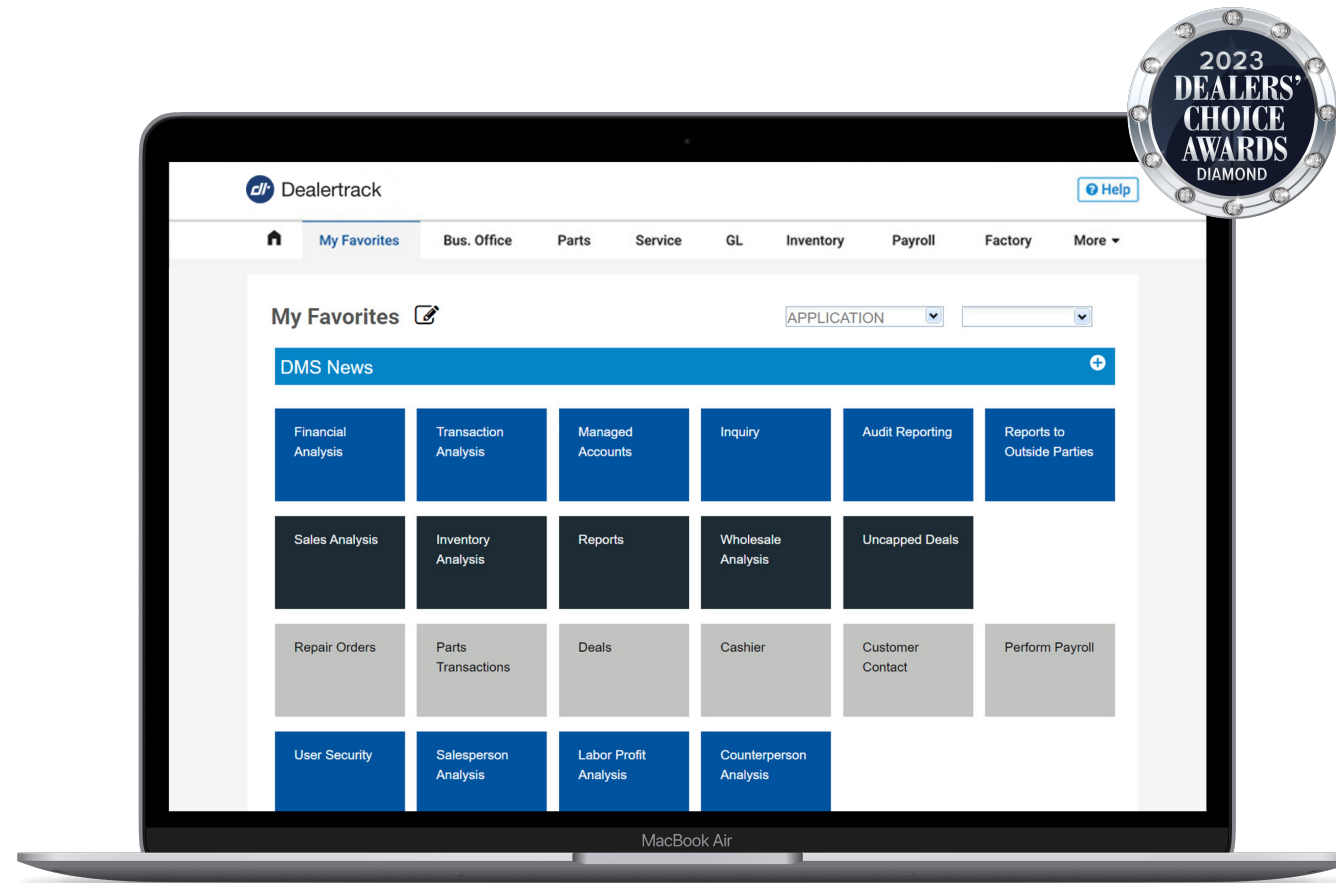 2023
DEALERS'
CHOICE
AWARDS
DIAMOND
dt Dealertrack
Help
My Favorites Bus. Office Parts Service GL Inventory Payroll Factory More
My Favorites
APPLICATION
DMS News
Financial
Analysis
Transaction
Analysis
Managed
Accounts
Inquiry
Audit Reporting
Reports to
Outside Parties
Sales Analysis
Inventory
Analysis
Reports
Wholesale
Analysis
Uncapped Deals
Repair Orders
Parts
Transactions
Deals
Cashier
Customer
Contact
Perform Payroll
User Security
Salesperson
Analysis
Labor Profit
Analysis
Counterperson
Analysis
MacBook Air